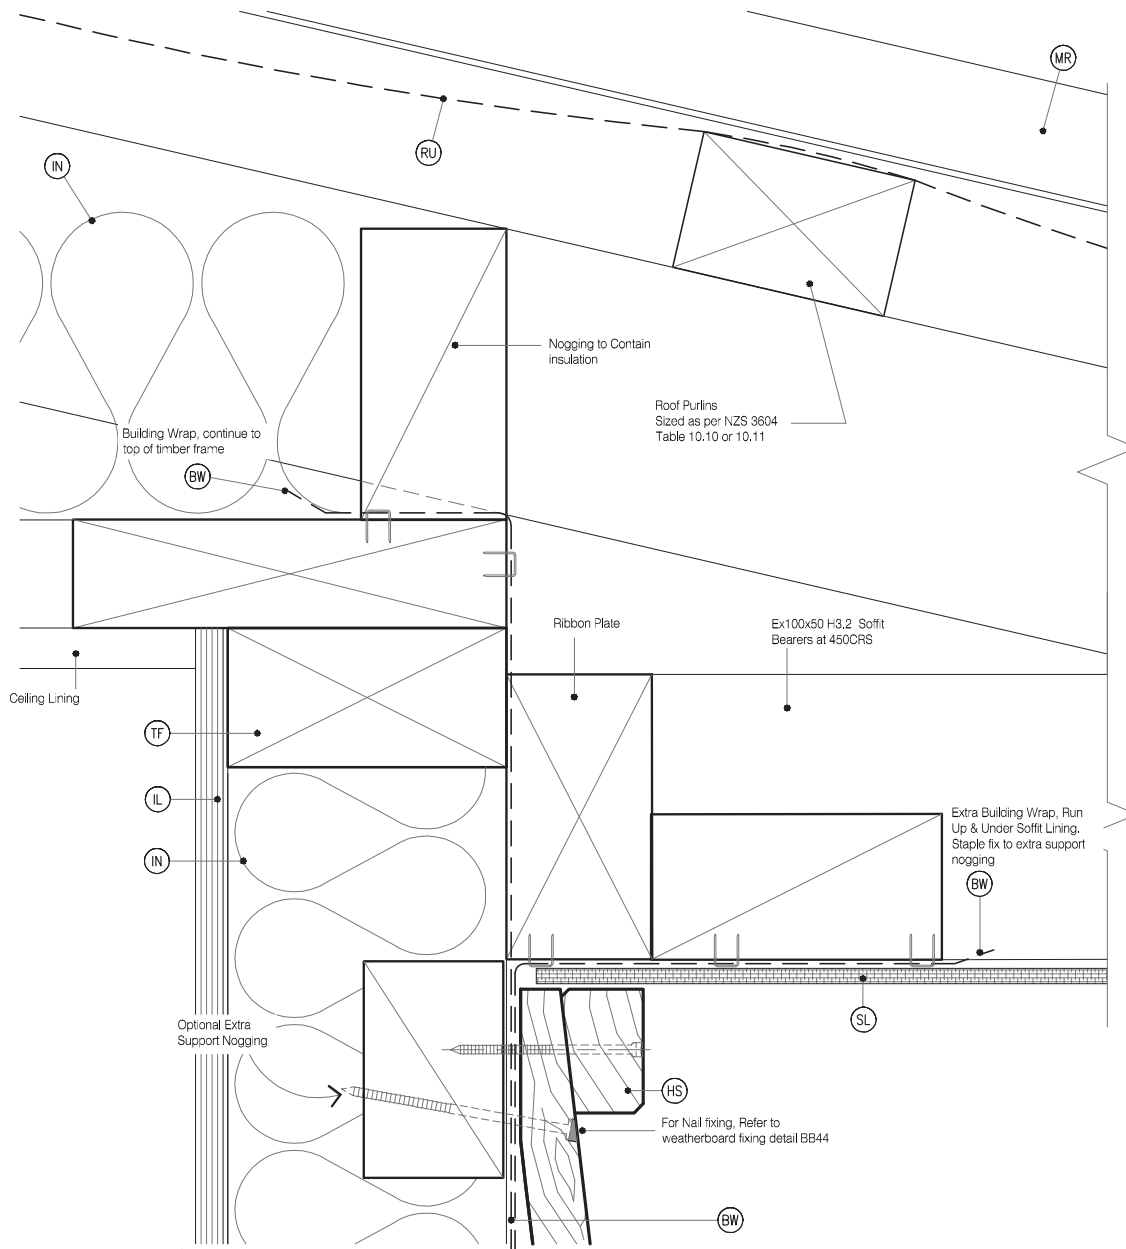 MR
RU
IN
Nogging to Contain
insulation
Roof Purlins
Sized as per NZS 3604
Table 10.10 or 10.11
Building Wrap, continue to
top of timber frame
BW
Ribbon Plate
Ex100x50 H3.2 Soffit
Bearers at 450CRS
Ceiling Lining
TF
IL
IN
Extra Building Wrap, Run
Up & Under Soffit Lining.
Staple fix to extra support
nogging
BW
SL
Optional Extra
Support Nogging
HS
For Nail fixing, Refer to
weatherboard fixing detail BB44
BW